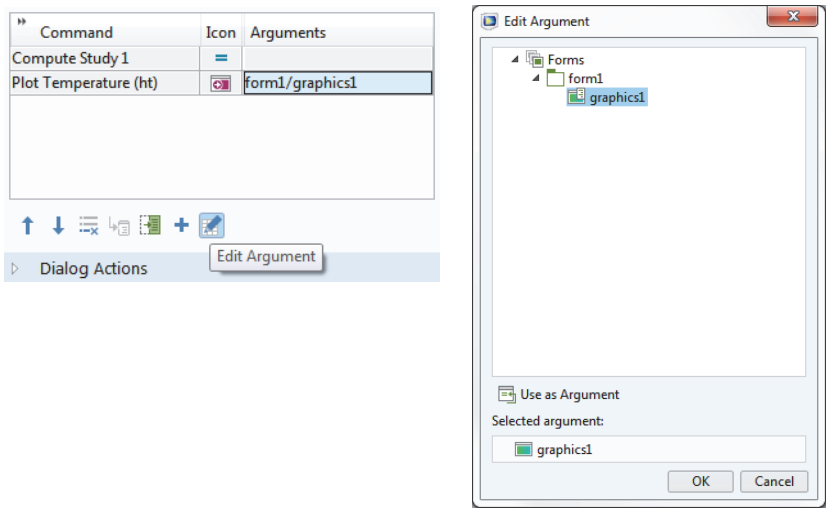 Command Icon Arguments
Compute Study 1 =
Plot Temperature (ht) form1/graphics1
Edit Argument
Dialog Actions
Edit Argument
Forms
form1
graphics1
Use as Argument
Selected argument:
graphics1
OK Cancel